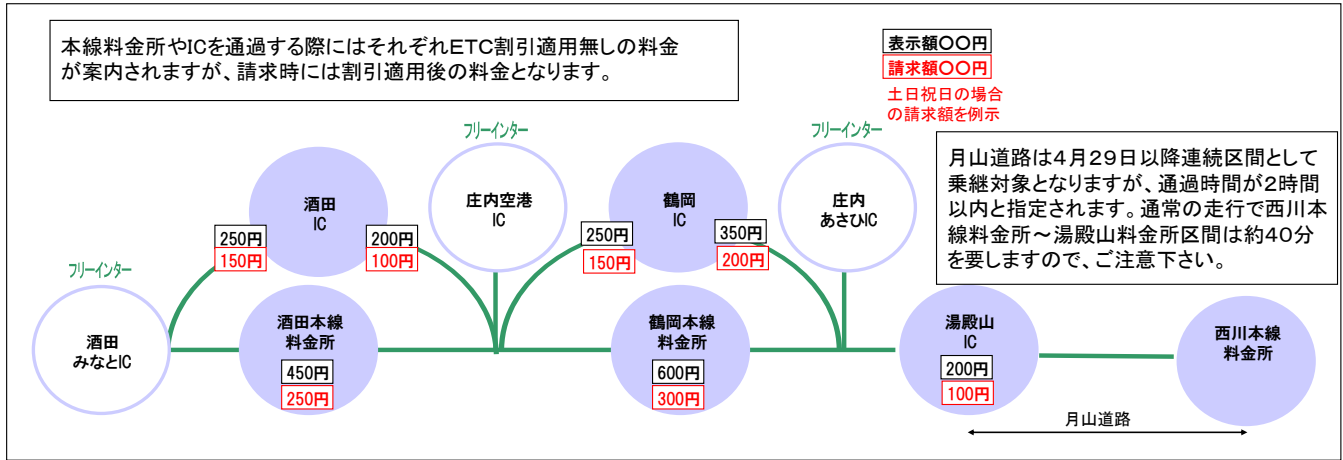 本線料金所やICを通過する際にはそれぞれETC割引適用無しの料金
が案内されますが、請求時には割引適用後の料金となります。
表示額〇〇円
請求額〇〇円
土日祝日の場合
の請求額を例示
月山道路は4月29日以降連続区間として
乗継対象となりますが、通過時間が2時間
以内と指定されます。通常の走行で西川本
線料金所～湯殿山料金所区間は約40分
を要しますので、ご注意下さい。
フリーインター
酒田
みなとIC
酒田
IC
250円
150円
200円
100円
酒田本線
料金所
450円
250円
フリーインター
庄内空港
IC
鶴岡
IC
250円
150円
350円
200円
鶴岡本線
料金所
600円
300円
フリーインター
庄内
あさひIC
湯殿山
IC
200円
100円
西川本線
料金所
月山道路